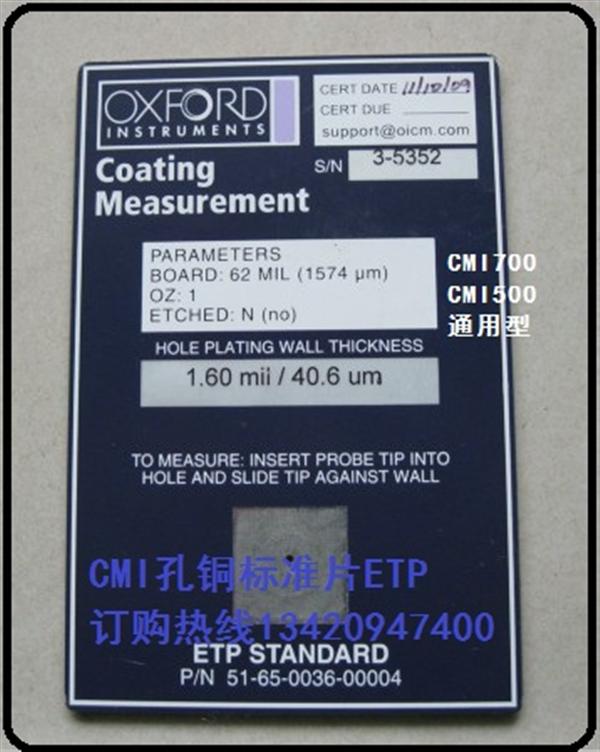 OXFORD
INSTRUMENTS
CERT DATE 11/10/09
CERT DUE
support@oicm.com
S/N 3-5352
Coating
Measurement
PARAMETERS
BOARD: 62 MIL (1574 µm)
OZ: 1
ETCHED: N (no)
CMI700
CMI500
通用型
HOLE PLATING WALL THICKNESS
1.60 mii / 40.6 um
TO MEASURE: INSERT PROBE TIP INTO
HOLE AND SLIDE TIP AGAINST WALL
CMI孔铜标准片ETP
订购热线13420947400
ETP STANDARD
P/N 51-65-0036-00004